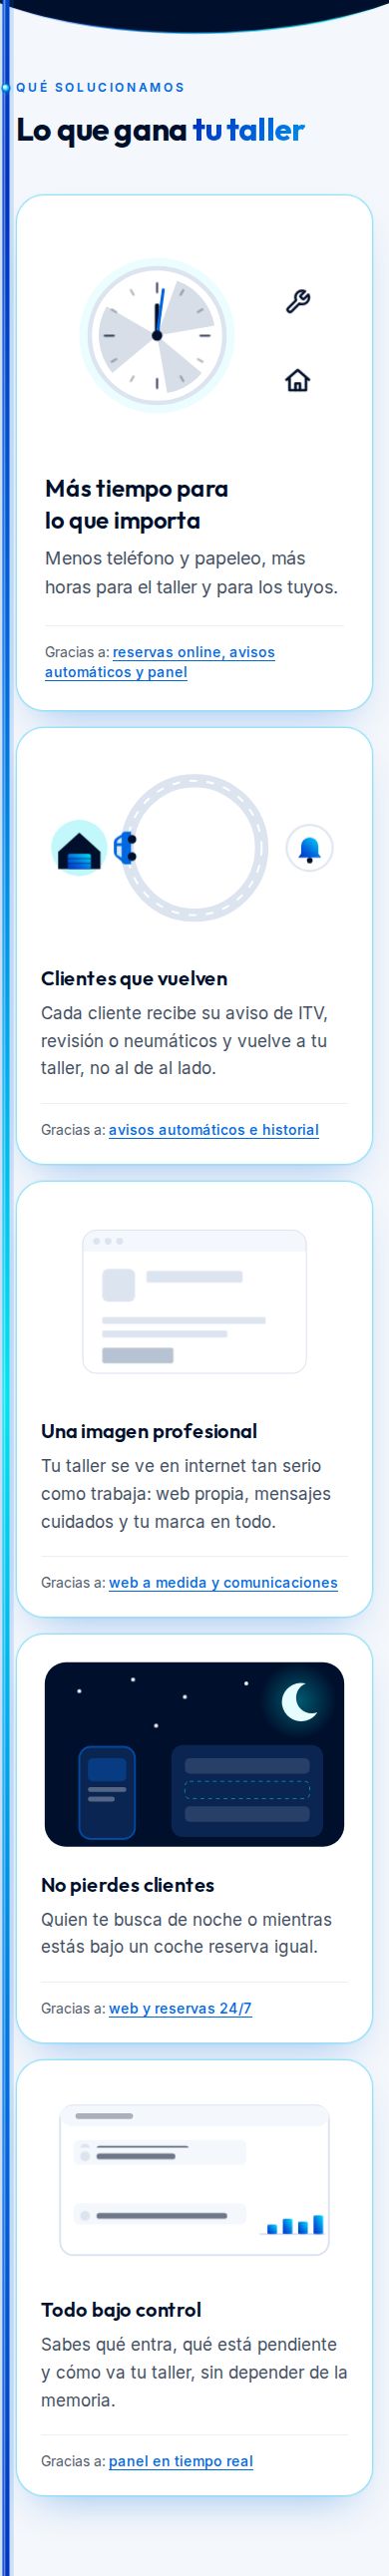 QUÉ SOLUCIONAMOS
Lo que gana tu taller
Más tiempo para
lo que importa
Menos teléfono y papeleo, más
horas para el taller y para los tuyos.
Gracias a: reservas online, avisos
automáticos y panel
Clientes que vuelven
Cada cliente recibe su aviso de ITV,
revisión o neumáticos y vuelve a tu
taller, no al de al lado.
Gracias a: avisos automáticos e historial
Una imagen profesional
Tu taller se ve en internet tan serio
como trabaja: web propia, mensajes
cuidados y tu marca en todo.
Gracias a: web a medida y comunicaciones
No pierdes clientes
Quien te busca de noche o mientras
estás bajo un coche reserva igual.
Gracias a: web y reservas 24/7
Todo bajo control
Sabes qué entra, qué está pendiente
y cómo va tu taller, sin depender de la
memoria.
Gracias a: panel en tiempo real